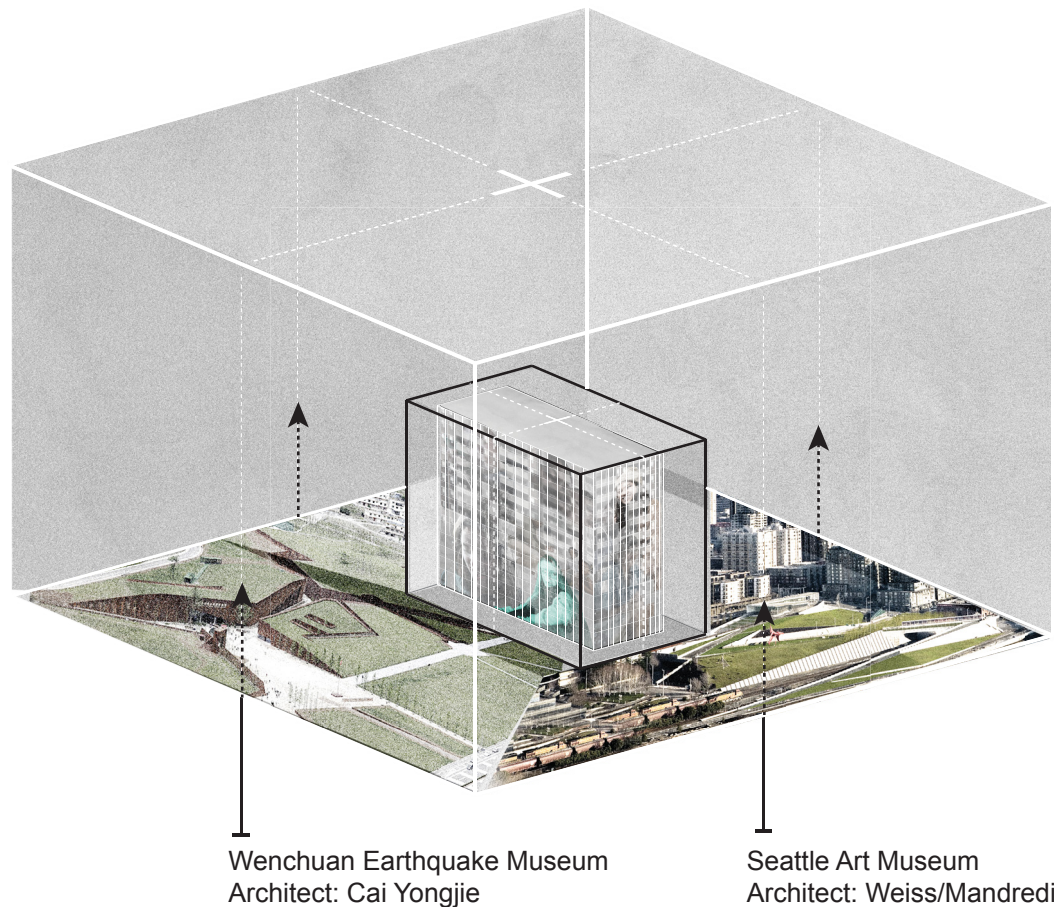 Wenchuan Earthquake Museum
Architect: Cai Yongjie
Seattle Art Museum
Architect: Weiss/Mandredi